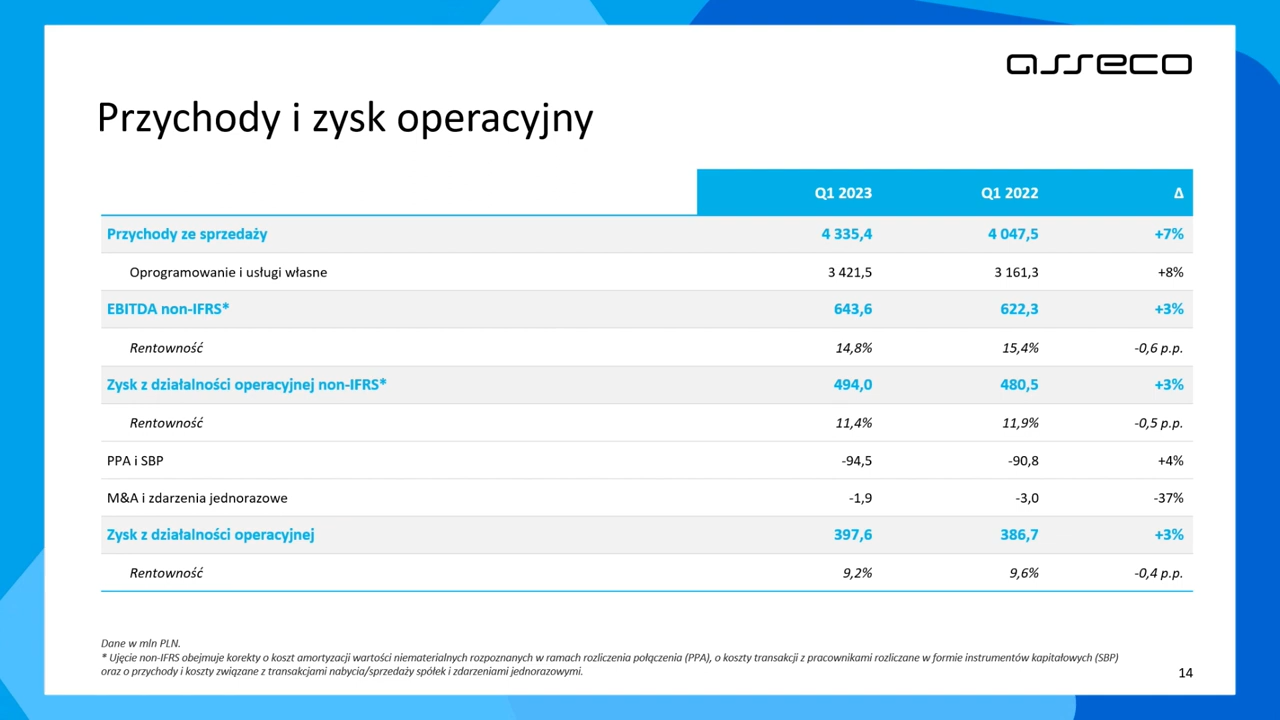 asseco
Przychody i zysk operacyjny
Q1 2023 Q1 2022 Δ
Przychody ze sprzedaży 4 335,4 4 047,5 +7%
Oprogramowanie i usługi własne 3 421,5 3 161,3 +8%
EBITDA non-IFRS* 643,6 622,3 +3%
Rentowność 14,8% 15,4% -0,6 p.p.
Zysk z działalności operacyjnej non-IFRS* 494,0 480,5 +3%
Rentowność 11,4% 11,9% -0,5 p.p.
PPA i SBP -94,5 -90,8 +4%
M&A i zdarzenia jednorazowe -1,9 -3,0 -37%
Zysk z działalności operacyjnej 397,6 386,7 +3%
Rentowność 9,2% 9,6% -0,4 p.p.
Dane w mln PLN.
* Ujęcie non-IFRS obejmuje korekty o koszt amortyzacji wartości niematerialnych rozpoznanych w ramach rozliczenia połączenia (PPA), o koszty transakcji z pracownikami rozliczane w formie instrumentów kapitałowych (SBP)
oraz o przychody i koszty związane z transakcjami nabycia/sprzedaży spółek i zdarzeniami jednorazowymi.
14